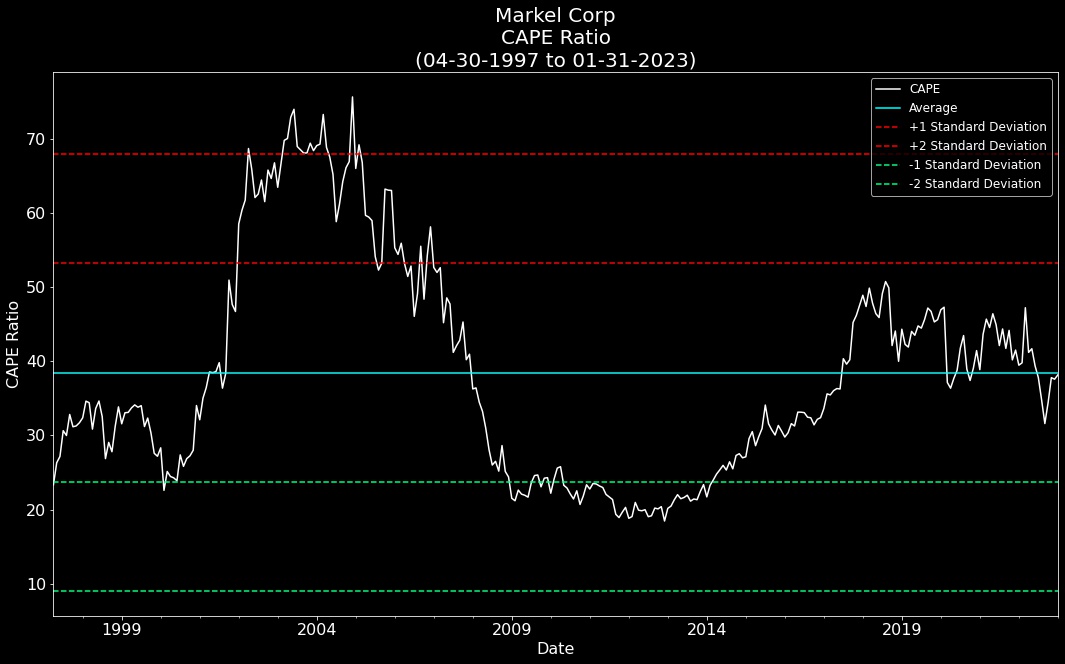 Markel Corp
CAPE Ratio
(04-30-1997 to 01-31-2023)
CAPE
Average
+1 Standard Deviation
+2 Standard Deviation
-1 Standard Deviation
-2 Standard Deviation
70
60
50
40
30
20
10
CAPE Ratio
1999
2004
2009
2014
2019
Date